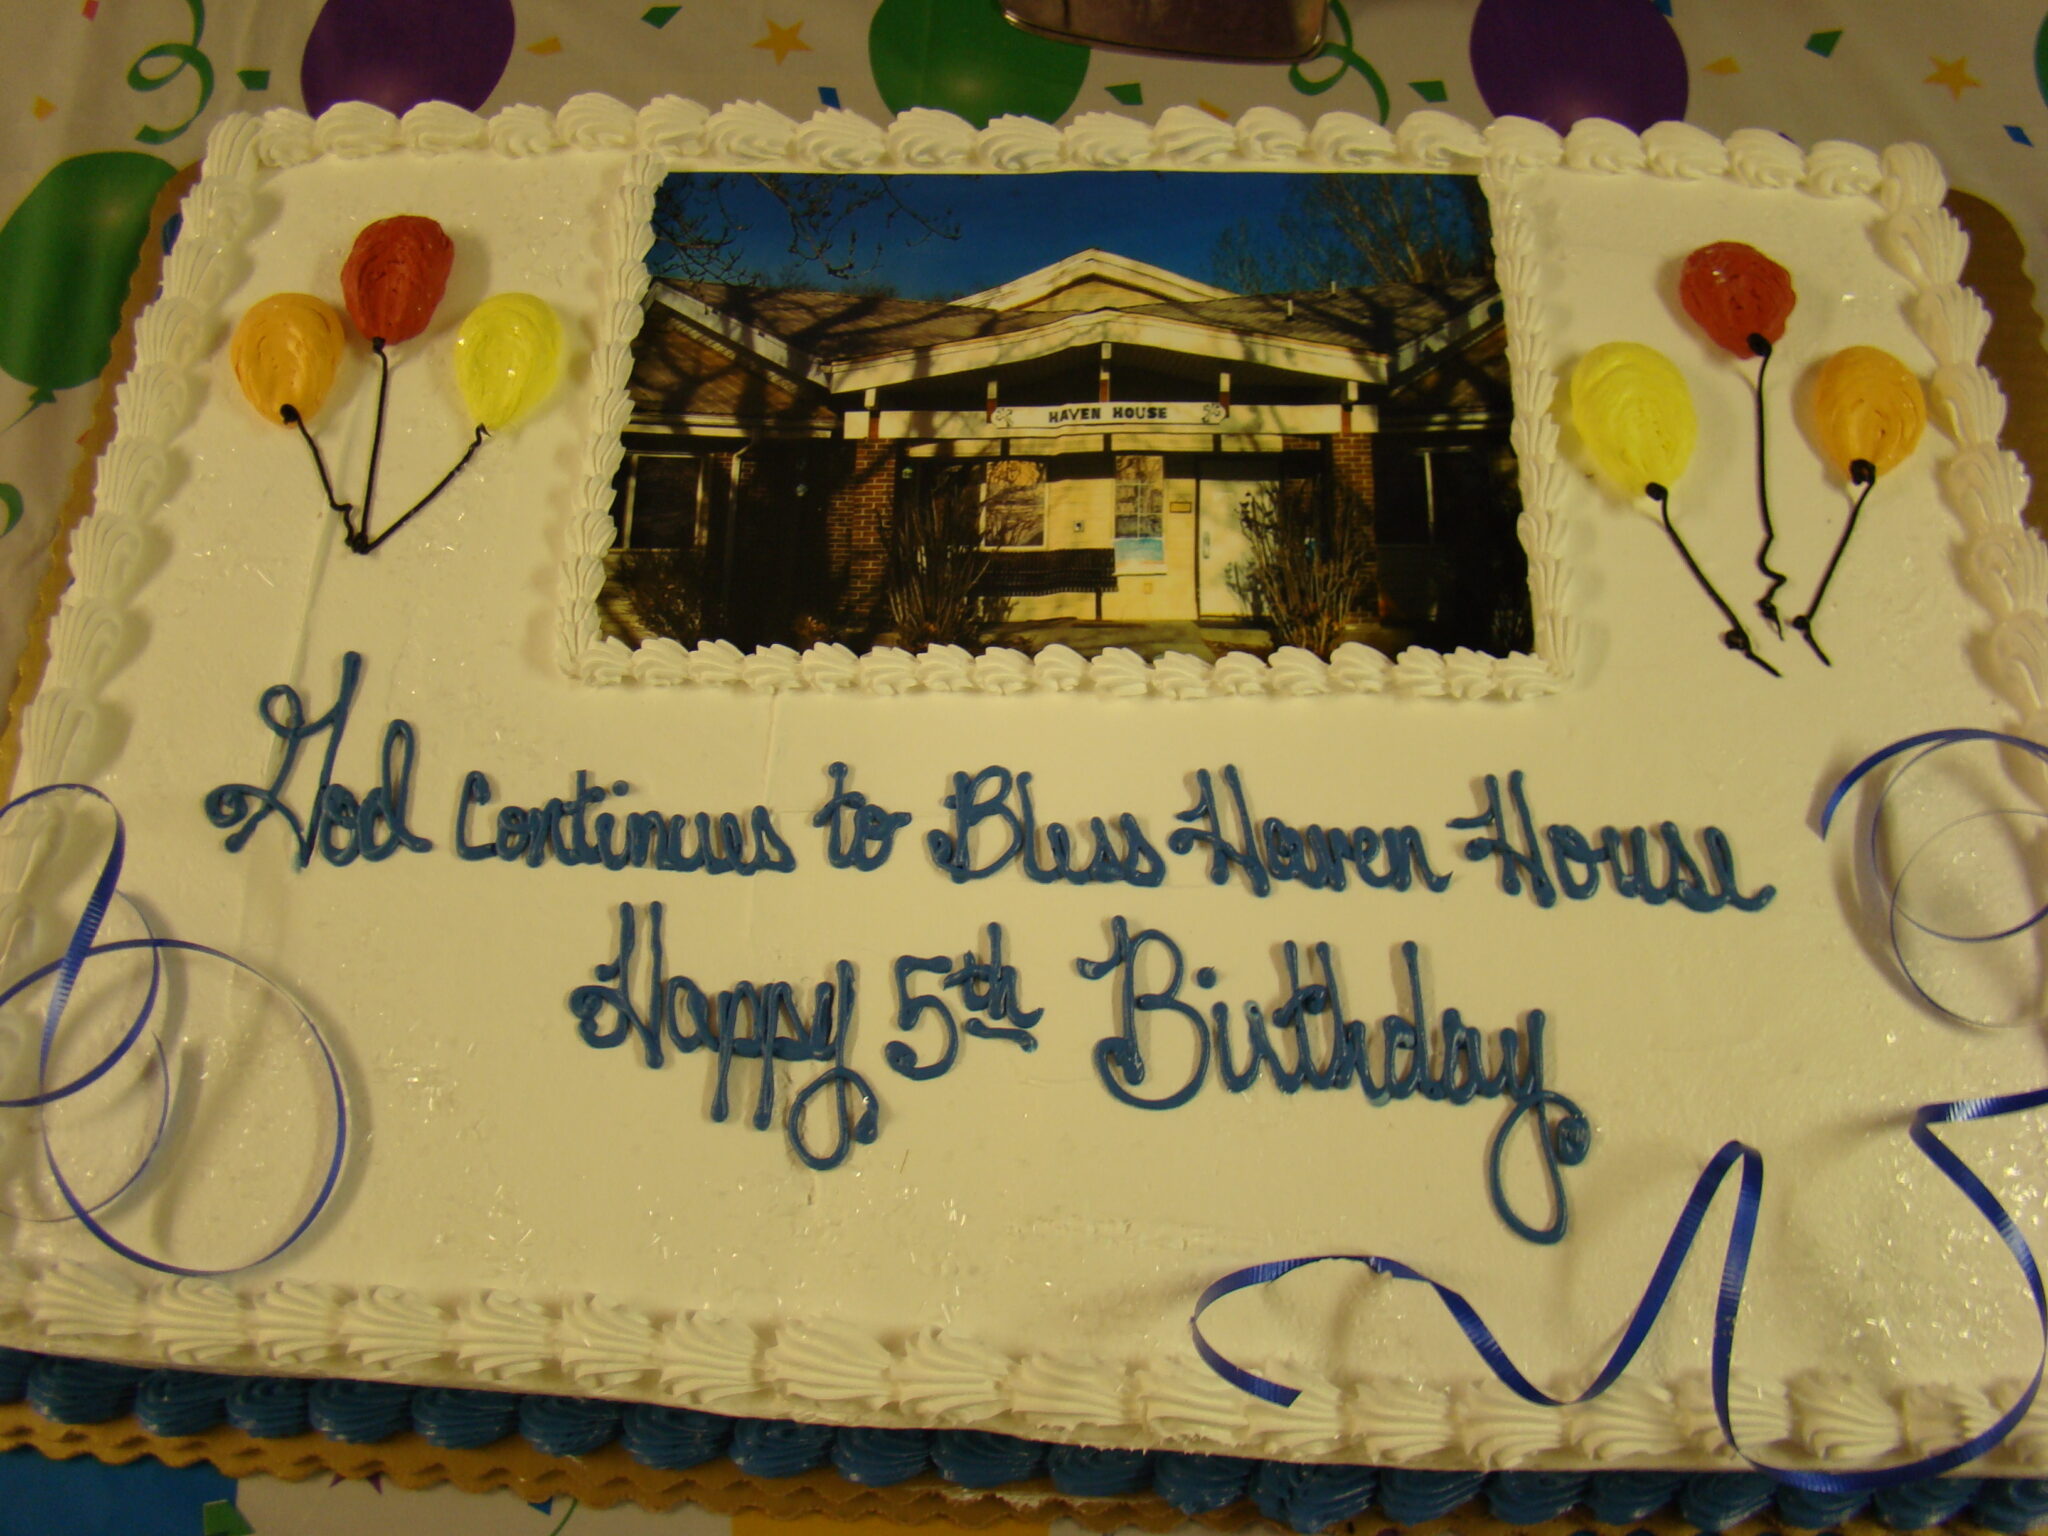 HAVEN HOUSE
God Continues to Bless Haven House
Happy 5th Birthday